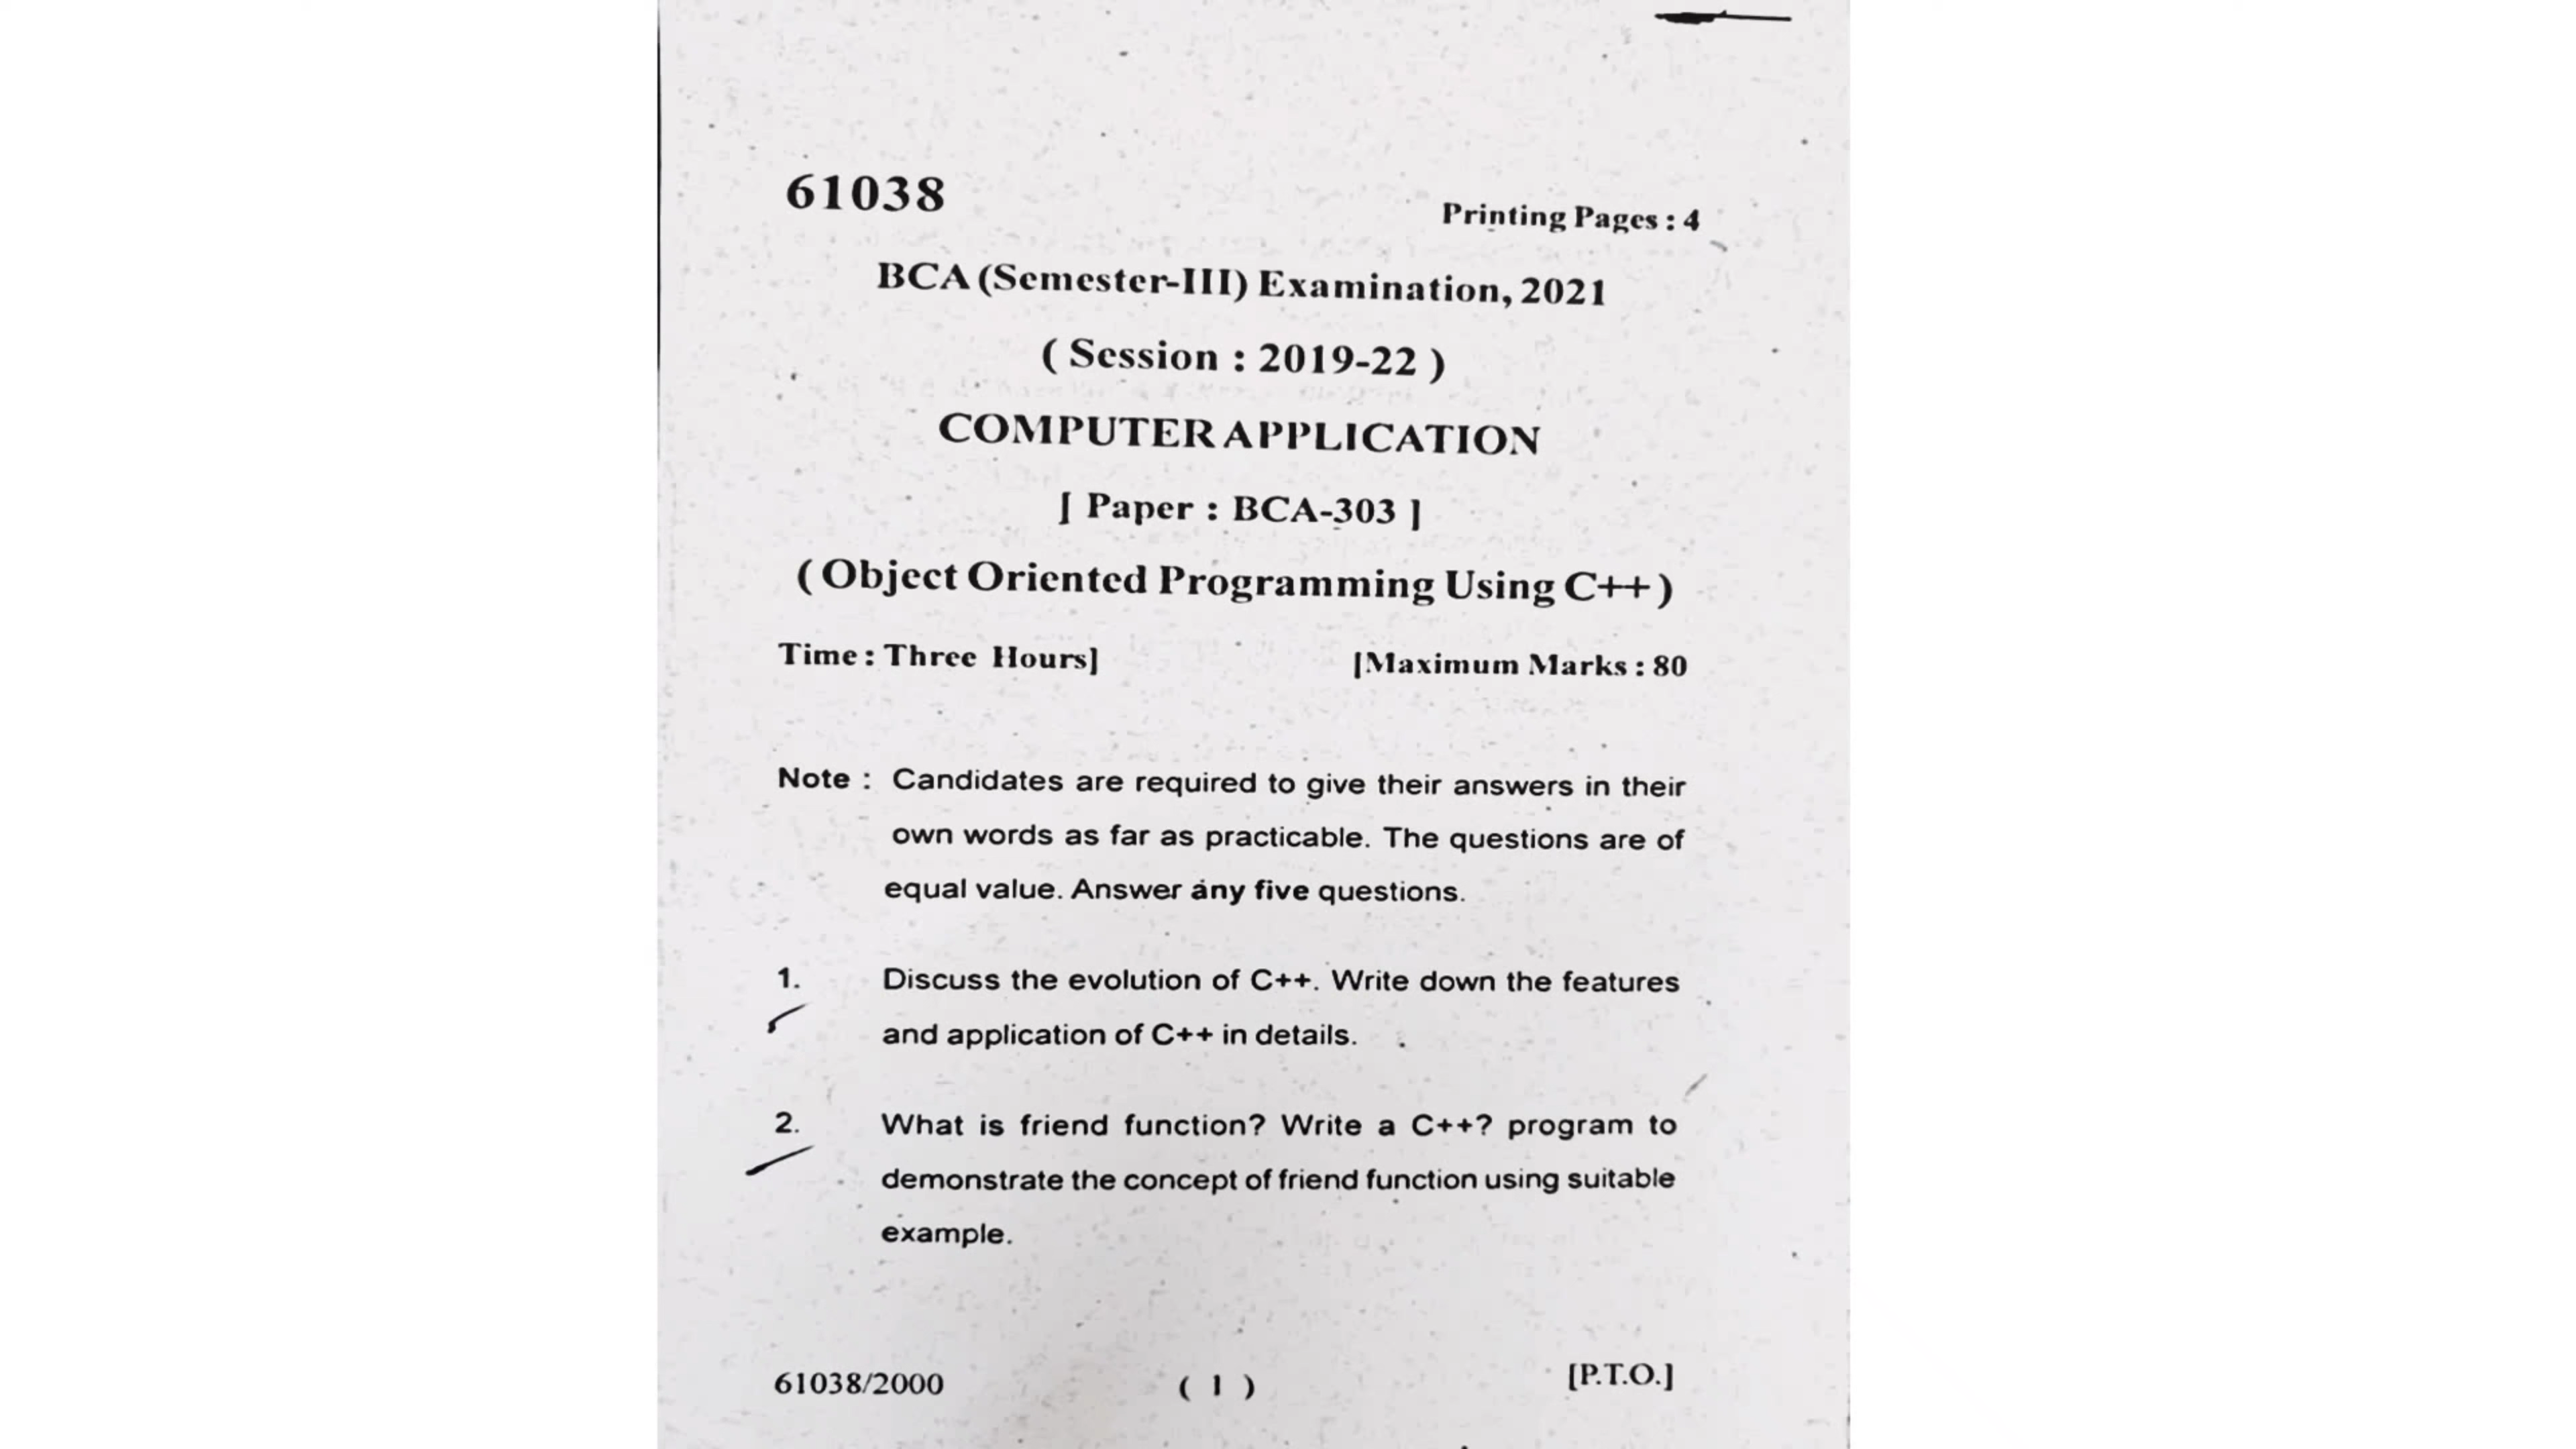 61038
Printing Pages : 4
BCA (Semester-III) Examination, 2021
( Session : 2019-22 )
COMPUTER APPLICATION
[ Paper : BCA-303 ]
( Object Oriented Programming Using C++ )
Time : Three Hours]
[Maximum Marks : 80
Note : Candidates are required to give their answers in their
own words as far as practicable. The questions are of
equal value. Answer any five questions.
1. Discuss the evolution of C++. Write down the features
and application of C++ in details.
2. What is friend function? Write a C++? program to
demonstrate the concept of friend function using suitable
example.
61038/2000
( 1 )
[P.T.O.]